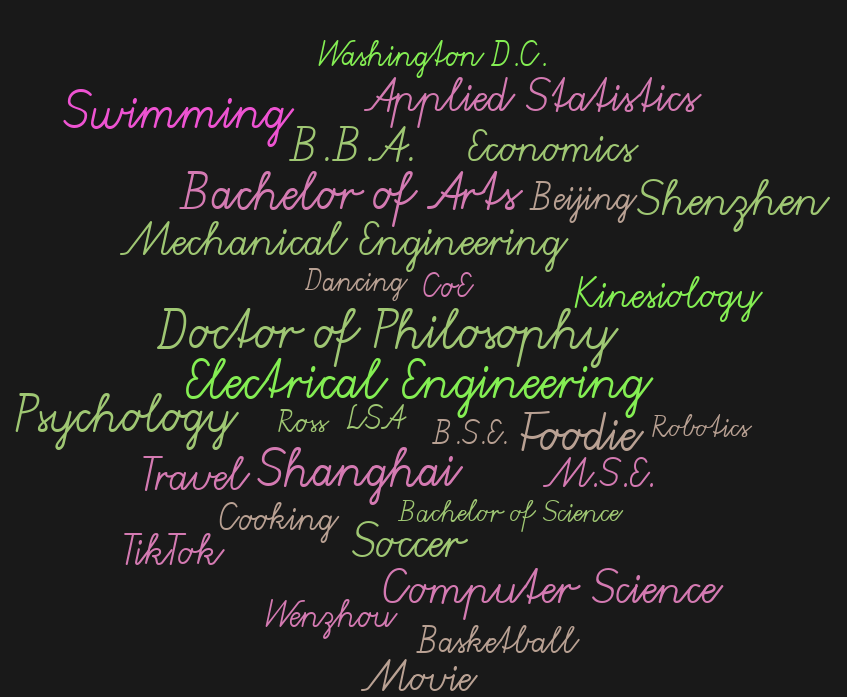 Washington D.C.
Applied Statistics
Swimming
B.B.A. Economics
Bachelor of Arts Beijing Shenzhen
Mechanical Engineering
Dancing CoE Kinesiology
Doctor of Philosophy
Electrical Engineering
Psychology Ross LSA B.S.E. Foodie Robotics
Travel Shanghai M.S.E.
Cooking Bachelor of Science
TikTok Soccer
Computer Science
Wenzhou
Basketball
Movie